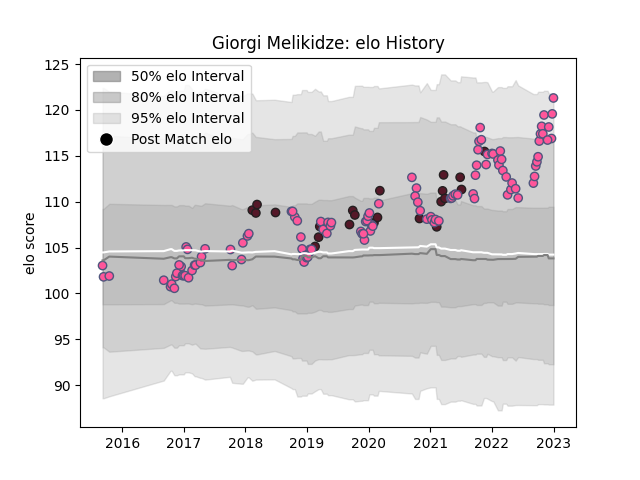 Giorgi Melikidze: elo History
50% elo Interval
80% elo Interval
95% elo Interval
Post Match elo
elo score
125
120
115
110
105
100
95
90
2016 2017 2018 2019 2020 2021 2022 2023